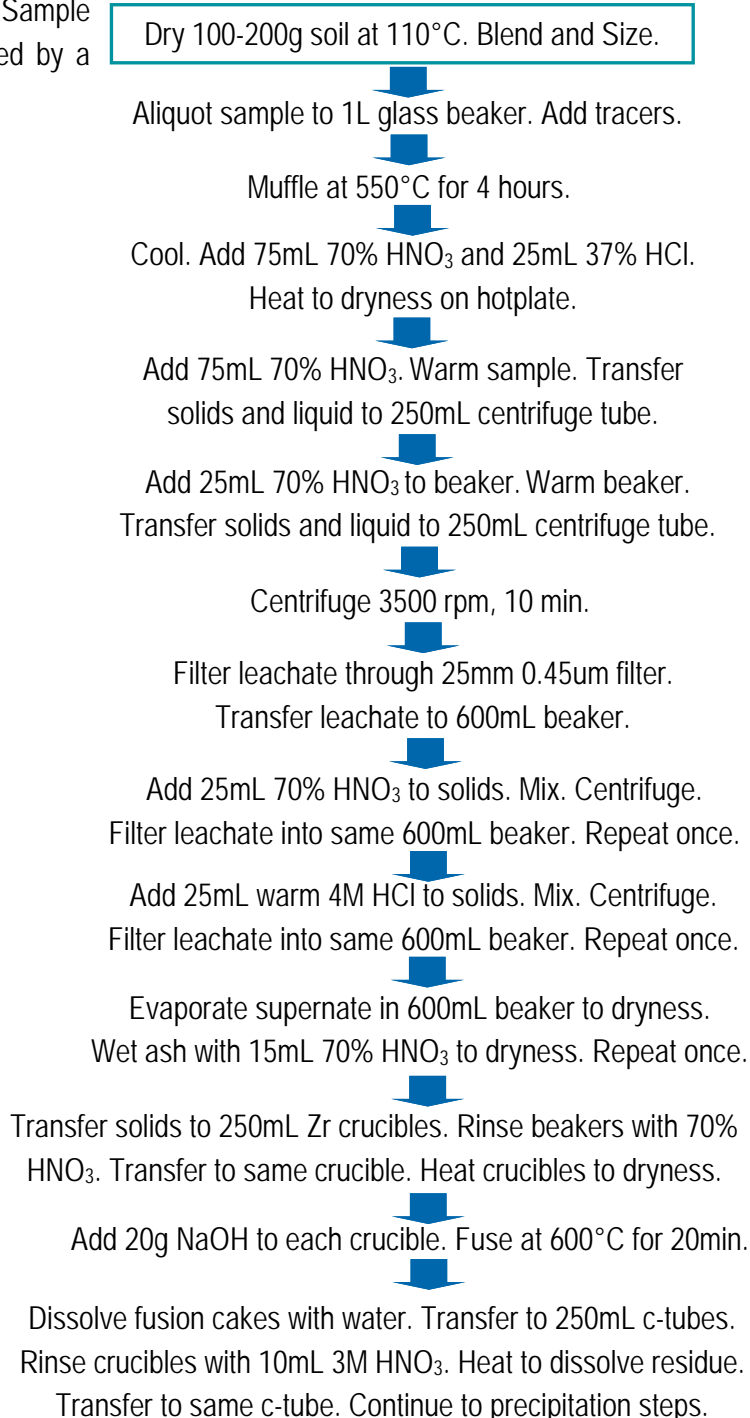 Sample
ed by a
Dry 100-200g soil at 110°C. Blend and Size.
Aliquot sample to 1L glass beaker. Add tracers.
Muffle at 550°C for 4 hours.
Cool. Add 75mL 70% HNO₃ and 25mL 37% HCl.
Heat to dryness on hotplate.
Add 75mL 70% HNO₃. Warm sample. Transfer
solids and liquid to 250mL centrifuge tube.
Add 25mL 70% HNO₃ to beaker. Warm beaker.
Transfer solids and liquid to 250mL centrifuge tube.
Centrifuge 3500 rpm, 10 min.
Filter leachate through 25mm 0.45um filter.
Transfer leachate to 600mL beaker.
Add 25mL 70% HNO₃ to solids. Mix. Centrifuge.
Filter leachate into same 600mL beaker. Repeat once.
Add 25mL warm 4M HCl to solids. Mix. Centrifuge.
Filter leachate into same 600mL beaker. Repeat once.
Evaporate supernate in 600mL beaker to dryness.
Wet ash with 15mL 70% HNO₃ to dryness. Repeat once.
Transfer solids to 250mL Zr crucibles. Rinse beakers with 70%
HNO₃. Transfer to same crucible. Heat crucibles to dryness.
Add 20g NaOH to each crucible. Fuse at 600°C for 20min.
Dissolve fusion cakes with water. Transfer to 250mL c-tubes.
Rinse crucibles with 10mL 3M HNO₃. Heat to dissolve residue.
Transfer to same c-tube. Continue to precipitation steps.